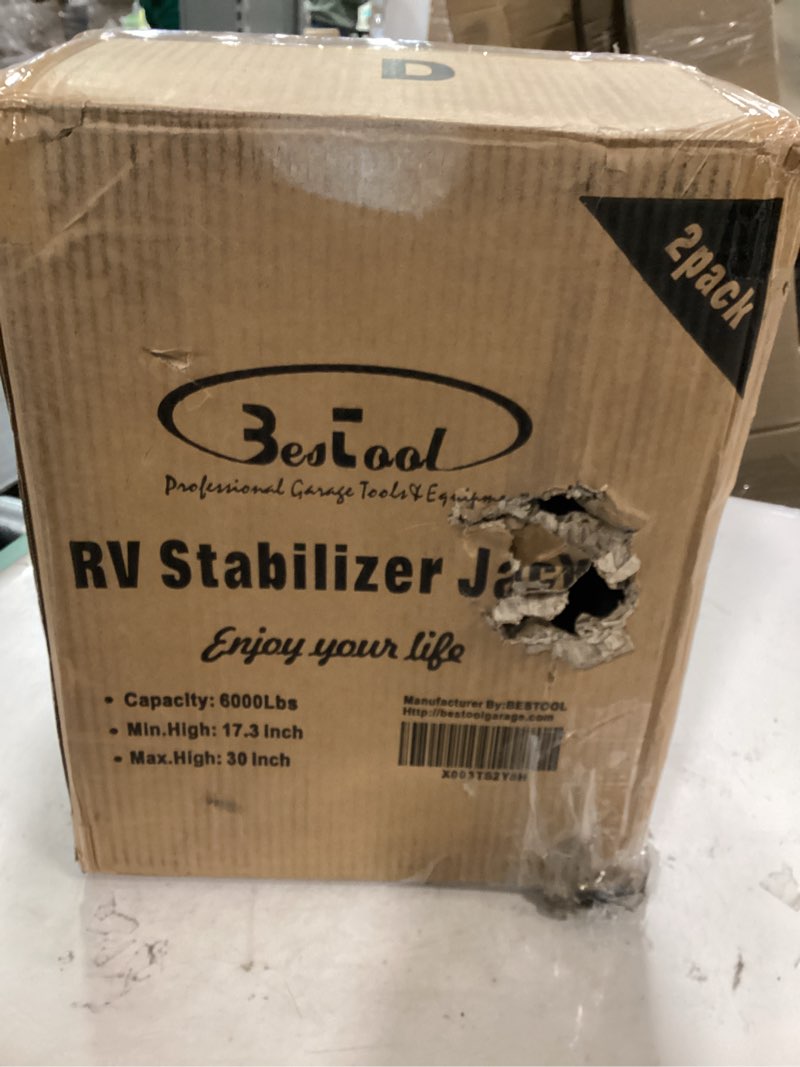 D
2pack
Bestool
Professional Garage Tools &
RV Stabilizer
Enjoy your life
• Capacity: 6000Lbs
• Min.High: 17.3 Inch
• Max.High: 30 Inch
Manufacturer By:BESTOOL
Http://bestoolgarage.com